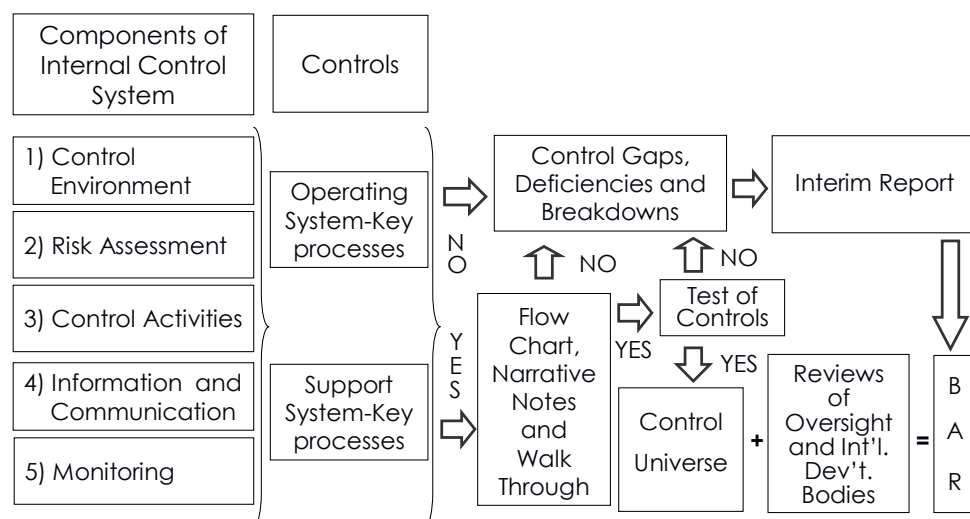 Components of
Internal Control
System
Controls
1) Control
Environment
2) Risk Assessment
3) Control Activities
4) Information and
Communication
5) Monitoring
Operating
System-Key
processes
Support
System-Key
processes
NO
YES
Control Gaps,
Deficiencies and
Breakdowns
Interim Report
NO
NO
Flow
Chart,
Narrative
Notes
and
Walk
Through
YES
Test of
Controls
YES
Control
Universe
+
Reviews
of
Oversight
and Int'l.
Dev't.
Bodies
=
B
A
R